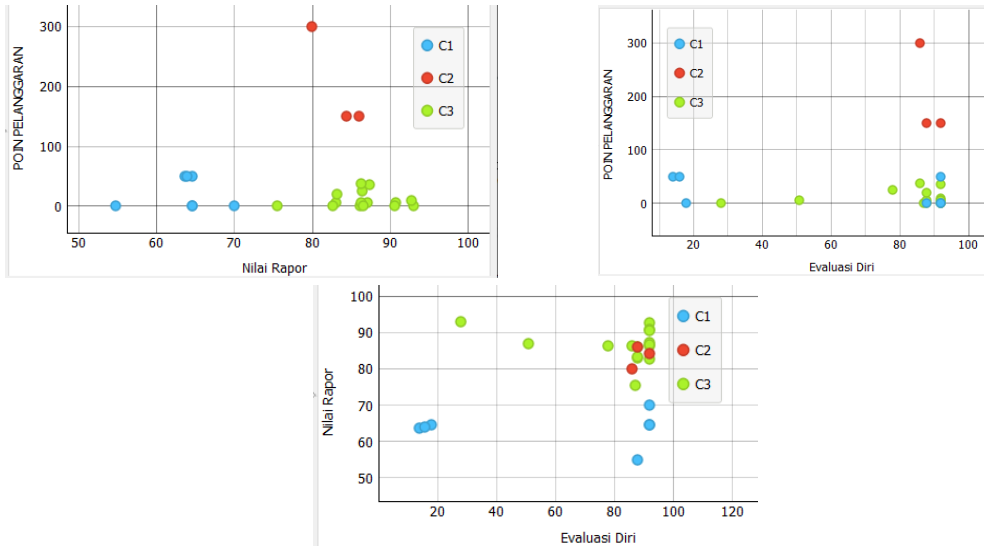 300
200
100
0
POIN PELANGGARAN
C1
C2
C3
50 60 70 80 90 100
Nilai Rapor
300
200
100
0
POIN PELANGGARAN
C1
C2
C3
20 40 60 80 100
Evaluasi Diri
100
90
80
70
60
50
Nilai Rapor
C1
C2
C3
20 40 60 80 100 120
Evaluasi Diri